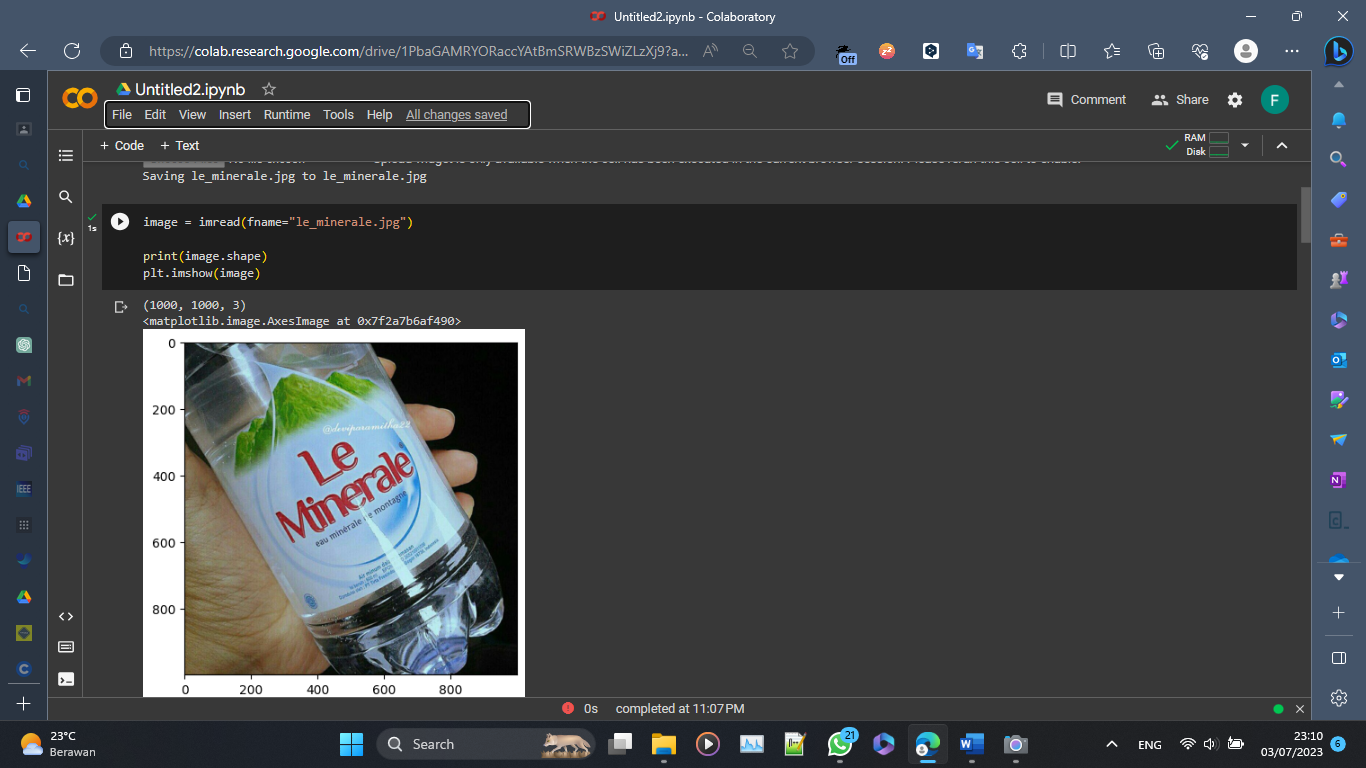 Untitled2.ipynb - Colaboratory
https://colab.research.google.com/drive/1PbaGAMRYORaccYAtBmSRWBzSWiZLzXj9?a...
Off
Untitled2.ipynb
File Edit View Insert Runtime Tools Help All changes saved
Comment Share F
+ Code + Text
RAM
Disk
Saving le_minerale.jpg to le_minerale.jpg
1s
image = imread(fname="le_minerale.jpg")
print(image.shape)
plt.imshow(image)
(1000, 1000, 3)
<matplotlib.image.AxesImage at 0x7f2a7b6af490>
0
200
400
600
800
@deviparamitha22
Le
Minerale
eau minérale de montagne
0 200 400 600 800
0s completed at 11:07 PM
23°C
Berawan
Search
21
ENG
23:10
03/07/2023
6